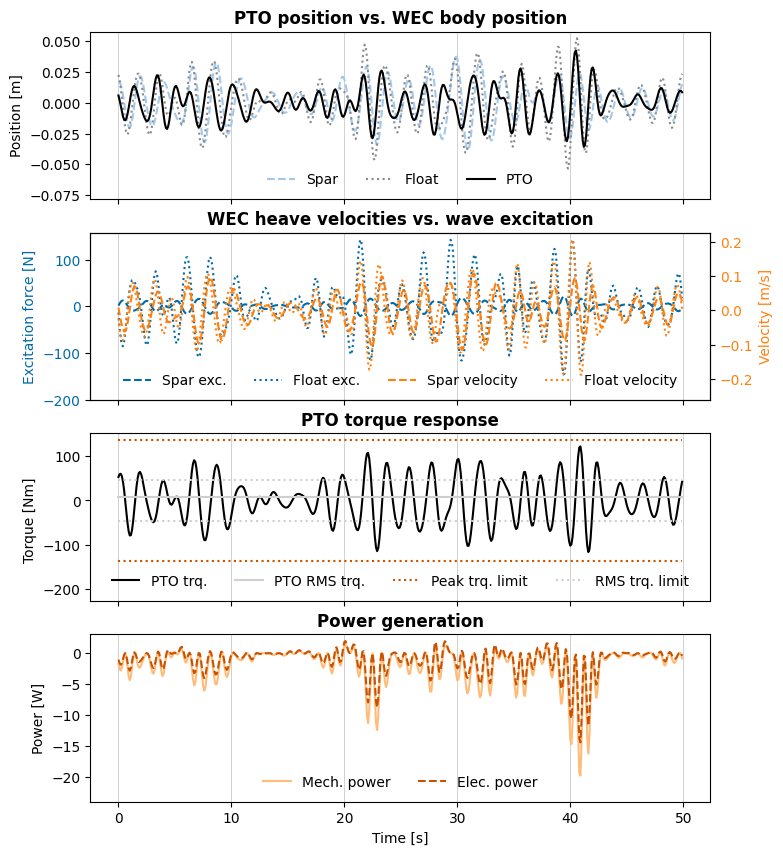 PTO position vs. WEC body position
0.050
0.025
0.000
−0.025
−0.050
−0.075
Position [m]
Spar Float PTO
WEC heave velocities vs. wave excitation
100
0
−100
−200
Excitation force [N]
0.2
0.1
0.0
−0.1
−0.2
Velocity [m/s]
Spar exc. Float exc. Spar velocity Float velocity
PTO torque response
100
0
−100
−200
Torque [Nm]
PTO trq. PTO RMS trq. Peak trq. limit RMS trq. limit
Power generation
0
−5
−10
−15
−20
Power [W]
Mech. power Elec. power
0 10 20 30 40 50
Time [s]